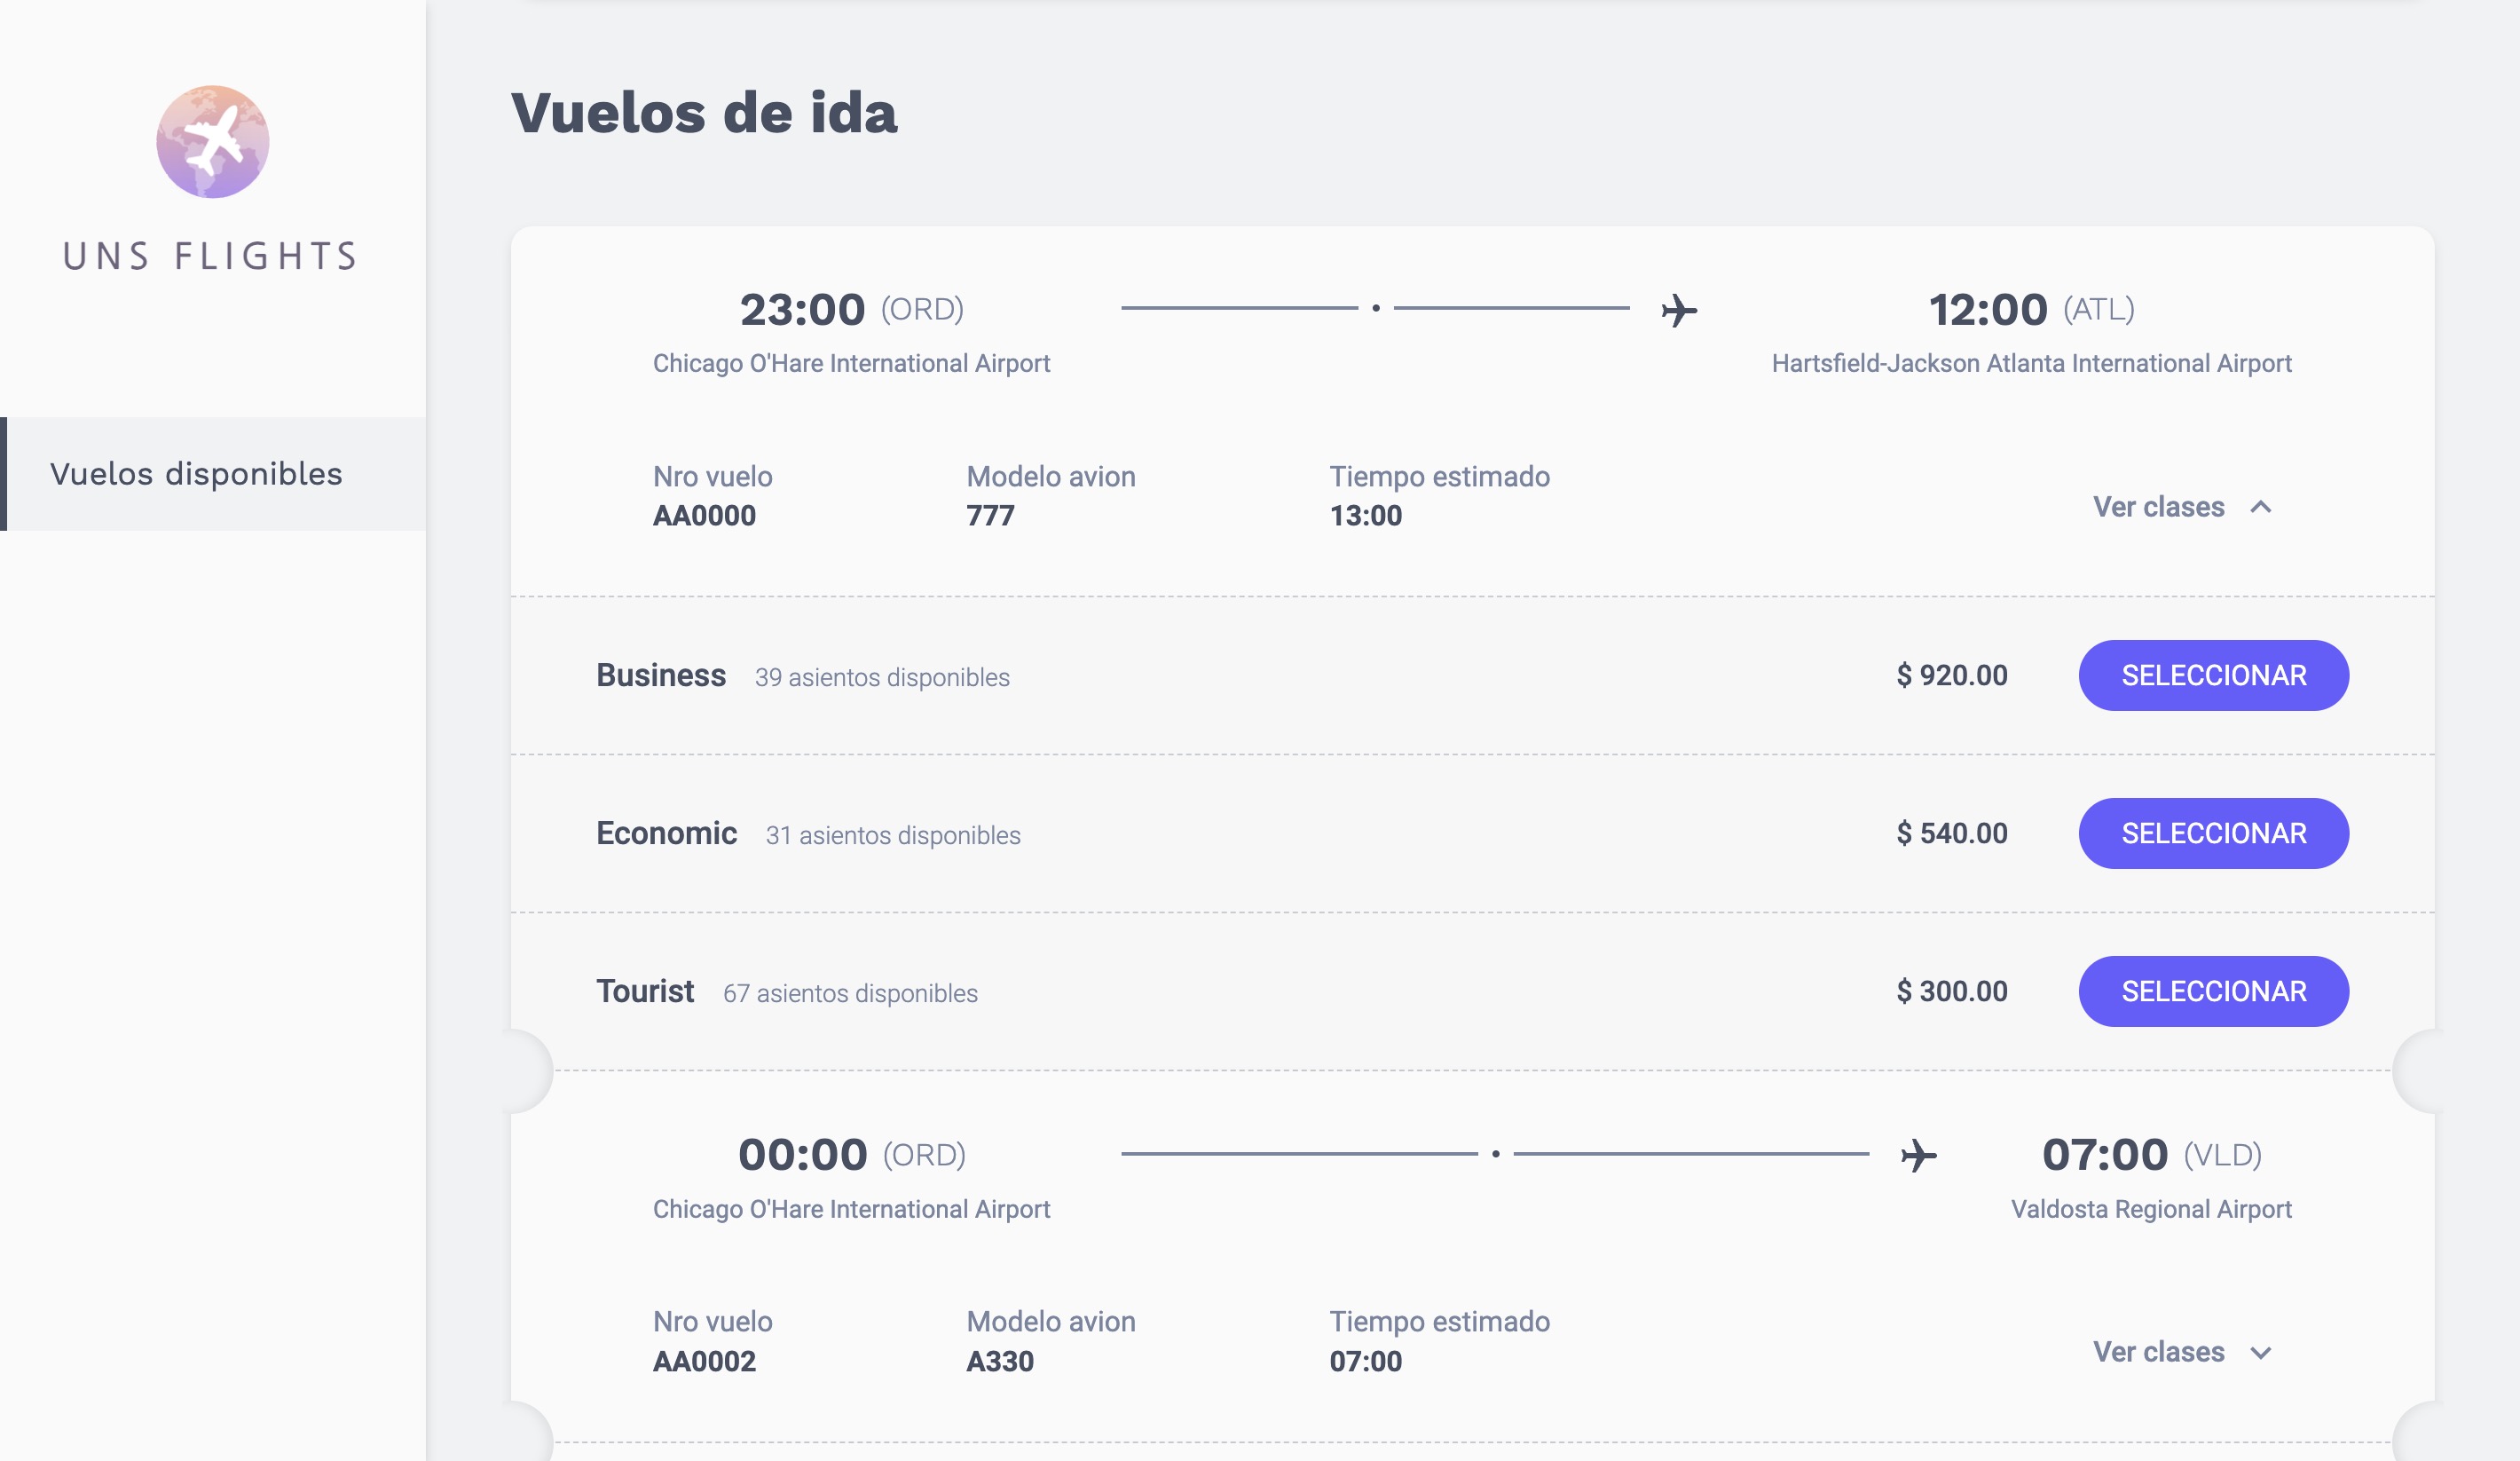 UNS FLIGHTS
Vuelos disponibles
Vuelos de ida
23:00 (ORD)
Chicago O'Hare International Airport
12:00 (ATL)
Hartsfield-Jackson Atlanta International Airport
Nro vuelo
AA0000
Modelo avion
777
Tiempo estimado
13:00
Ver clases
Business 39 asientos disponibles $ 920.00 SELECCIONAR
Economic 31 asientos disponibles $ 540.00 SELECCIONAR
Tourist 67 asientos disponibles $ 300.00 SELECCIONAR
00:00 (ORD)
Chicago O'Hare International Airport
07:00 (VLD)
Valdosta Regional Airport
Nro vuelo
AA0002
Modelo avion
A330
Tiempo estimado
07:00
Ver clases